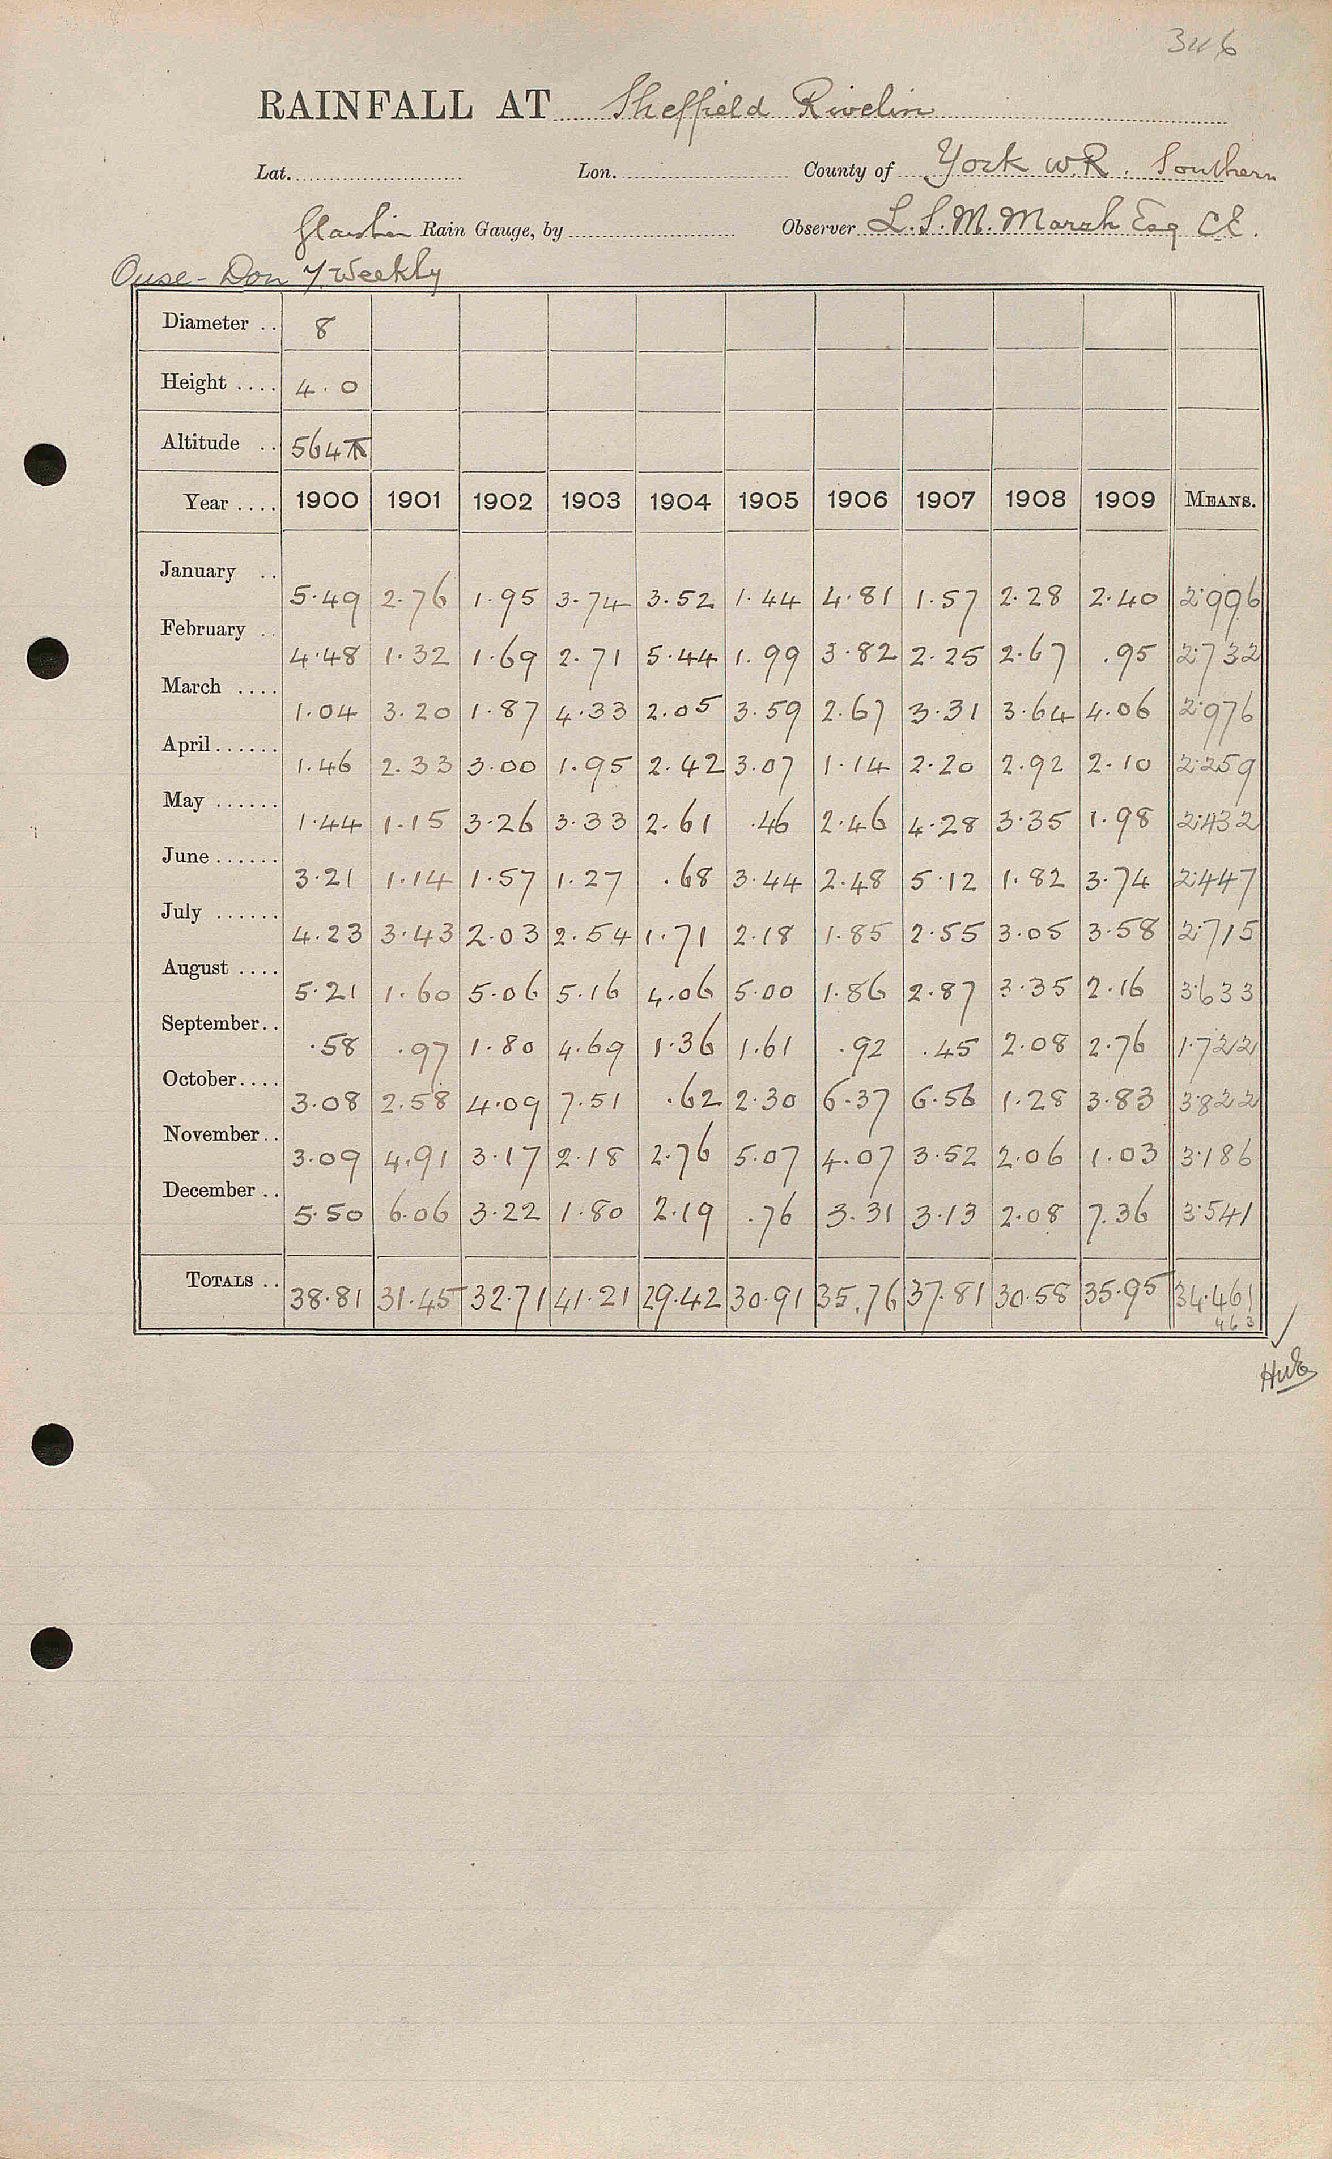 346
RAINFALL AT Sheffield Rivelin
Lat. Lon. County of York W.R. Southern
Glaisher Rain Gauge, by Observer L.S.M. Marsh Esq C.E.
Ouse - Don 7. Weekly
Diameter .. 8
Height .... 4.0
Altitude .. 564 T
Year .... 1900 1901 1902 1903 1904 1905 1906 1907 1908 1909 MEANS.
January .. 5.49 2.76 1.95 3.74 3.52 1.44 4.81 1.57 2.28 2.40 2.996
February .. 4.48 1.32 1.69 2.71 5.44 1.99 3.82 2.25 2.67 .95 2.732
March .... 1.04 3.20 1.87 4.33 2.05 3.59 2.67 3.31 3.64 4.06 2.976
April ...... 1.46 2.33 3.00 1.95 2.42 3.07 1.14 2.20 2.92 2.10 2.259
May ...... 1.44 1.15 3.26 3.33 2.61 .46 2.46 4.28 3.35 1.98 2.432
June ...... 3.21 1.14 1.57 1.27 .68 3.44 2.48 5.12 1.82 3.74 2.447
July ...... 4.23 3.43 2.03 2.54 1.71 2.18 1.85 2.55 3.05 3.58 2.715
August .... 5.21 1.60 5.06 5.16 4.06 5.00 1.86 2.87 3.35 2.16 3.633
September.. .58 .97 1.80 4.69 1.36 1.61 .92 .45 2.08 2.76 1.722
October.... 3.08 2.58 4.09 7.51 .62 2.30 6.37 6.56 1.28 3.83 3.822
November.. 3.09 4.91 3.17 2.18 2.76 5.07 4.07 3.52 2.06 1.03 3.186
December .. 5.50 6.06 3.22 1.80 2.19 .76 3.31 3.13 2.08 7.36 3.541
TOTALS .. 38.81 31.45 32.71 41.21 29.42 30.91 35.76 37.81 30.58 35.95 34.461
463